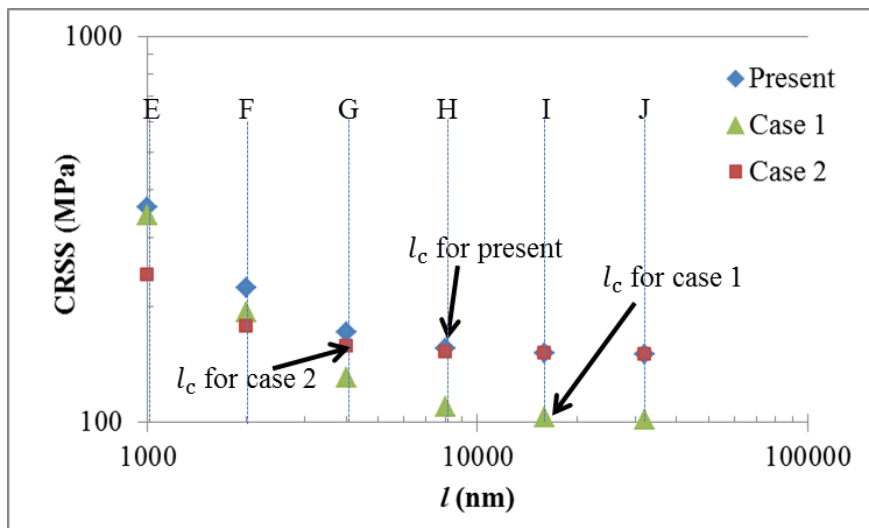 1000
E F G H I J
Present
Case 1
Case 2
CRSS (MPa)
lc for present
lc for case 1
lc for case 2
100
1000 10000 100000
l (nm)